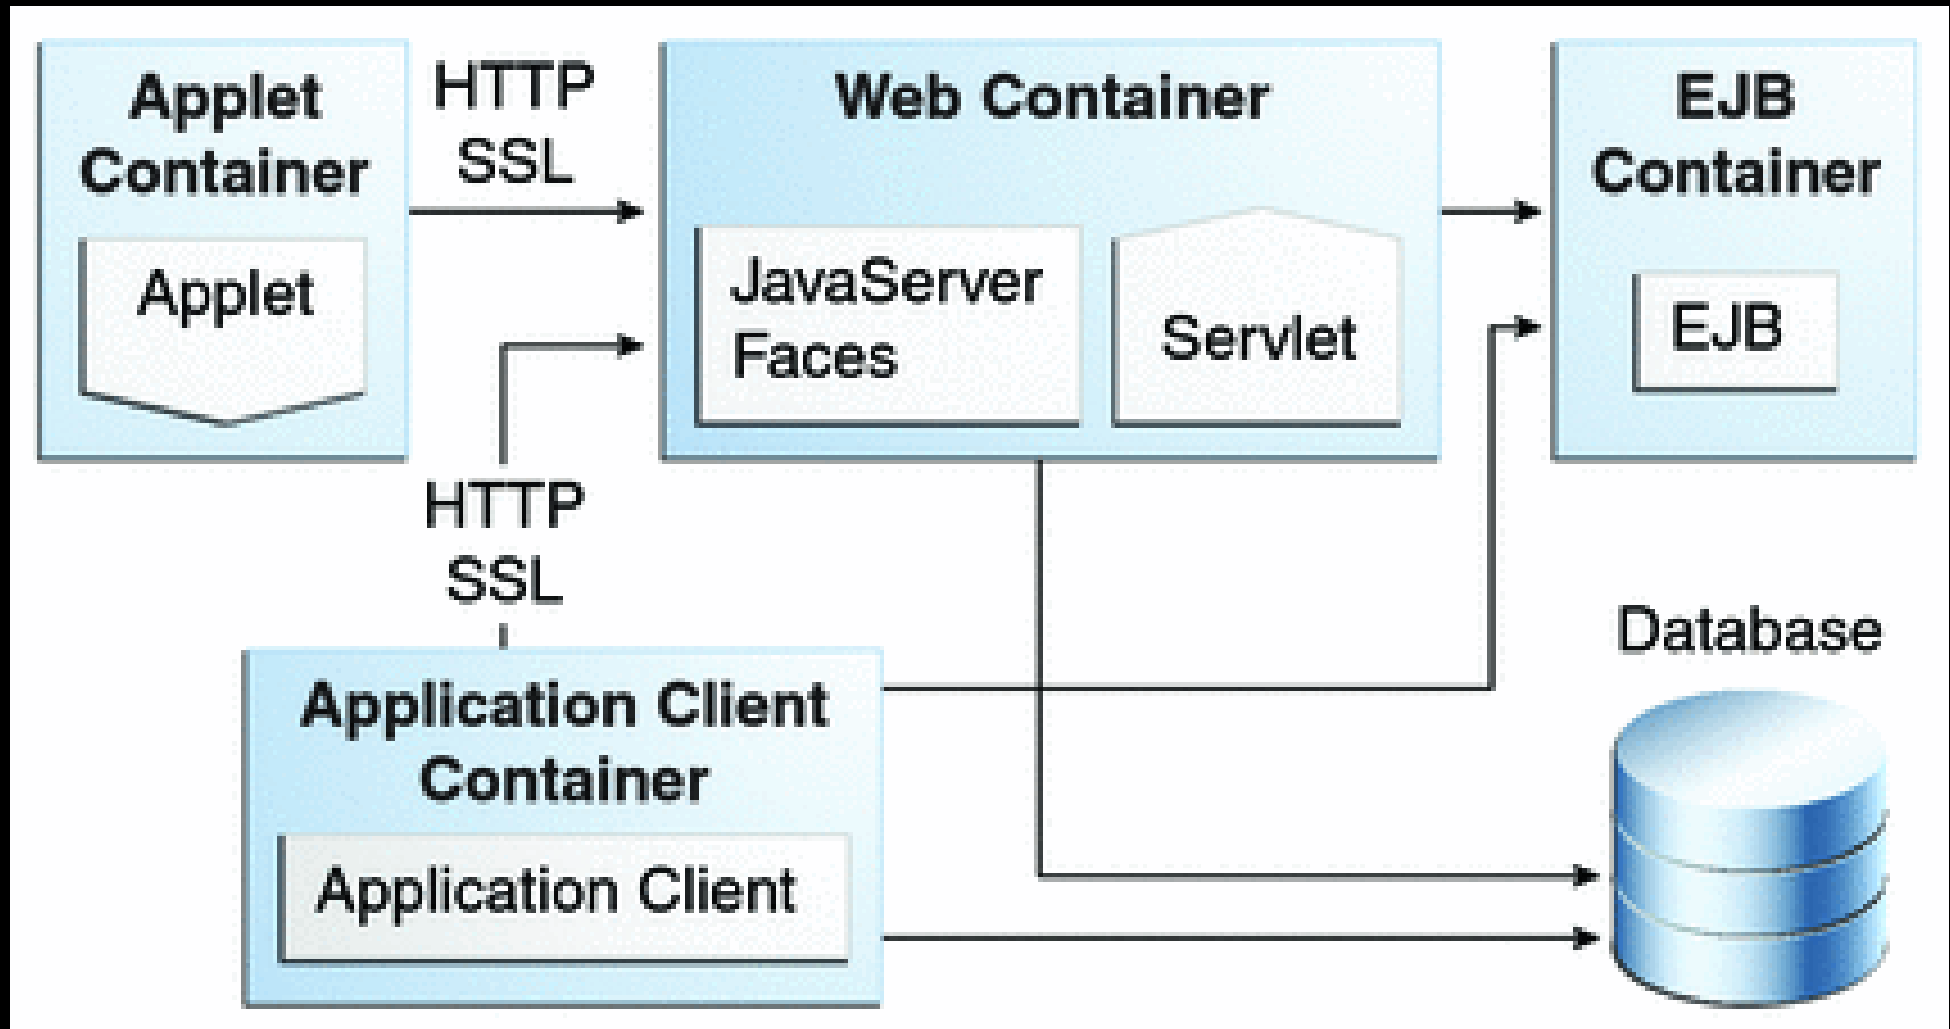 Applet
Container
Applet
HTTP
SSL
Web Container
JavaServer
Faces
Servlet
EJB
Container
EJB
HTTP
SSL
Application Client
Container
Application Client
Database